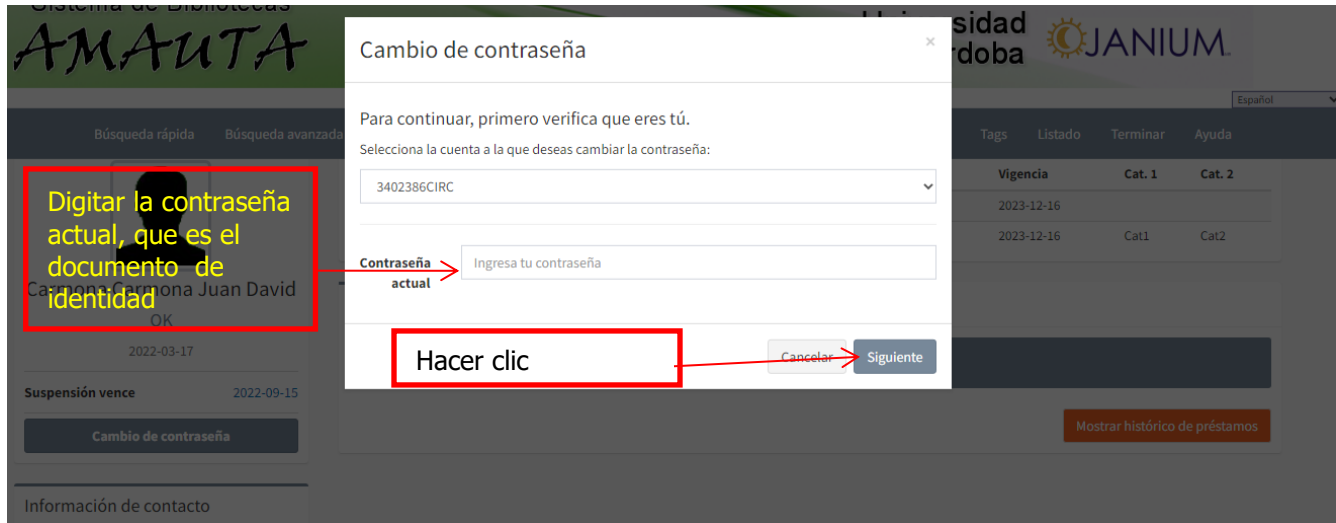 Sistema de Bibliotecas
AMAUTA
Universidad
Córdoba
JANIUM.
Español
Búsqueda rápida
Búsqueda avanzada
Tags
Listado
Terminar
Ayuda
Cambio de contraseña
×
Para continuar, primero verifica que eres tú.
Selecciona la cuenta a la que deseas cambiar la contraseña:
3402386CIRC
Contraseña
actual
Ingresa tu contraseña
Cancelar
Siguiente
Digitar la contraseña
actual, que es el
documento de
identidad
Hacer clic
Carmona Carmona Juan David
OK
2022-03-17
Suspensión vence
2022-09-15
Cambio de contraseña
Información de contacto
Vigencia
Cat. 1
Cat. 2
2023-12-16
2023-12-16
Cat1
Cat2
Mostrar histórico de préstamos